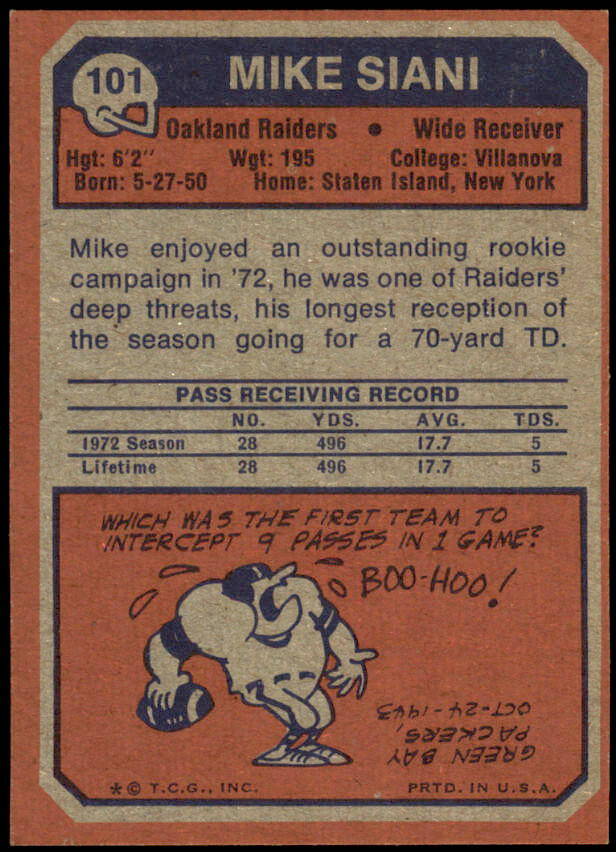 101
MIKE SIANI
Oakland Raiders • Wide Receiver
Hgt: 6'2" Wgt: 195 College: Villanova
Born: 5-27-50 Home: Staten Island, New York
Mike enjoyed an outstanding rookie
campaign in '72, he was one of Raiders'
deep threats, his longest reception of
the season going for a 70-yard TD.
PASS RECEIVING RECORD
NO. YDS. AVG. TDS.
1972 Season 28 496 17.7 5
Lifetime 28 496 17.7 5
WHICH WAS THE FIRST TEAM TO
INTERCEPT 9 PASSES IN 1 GAME?
BOO-HOO!
GREEN BAY
PACKERS,
OCT-24-1943
*© T.C.G., INC. PRTD. IN U.S.A.